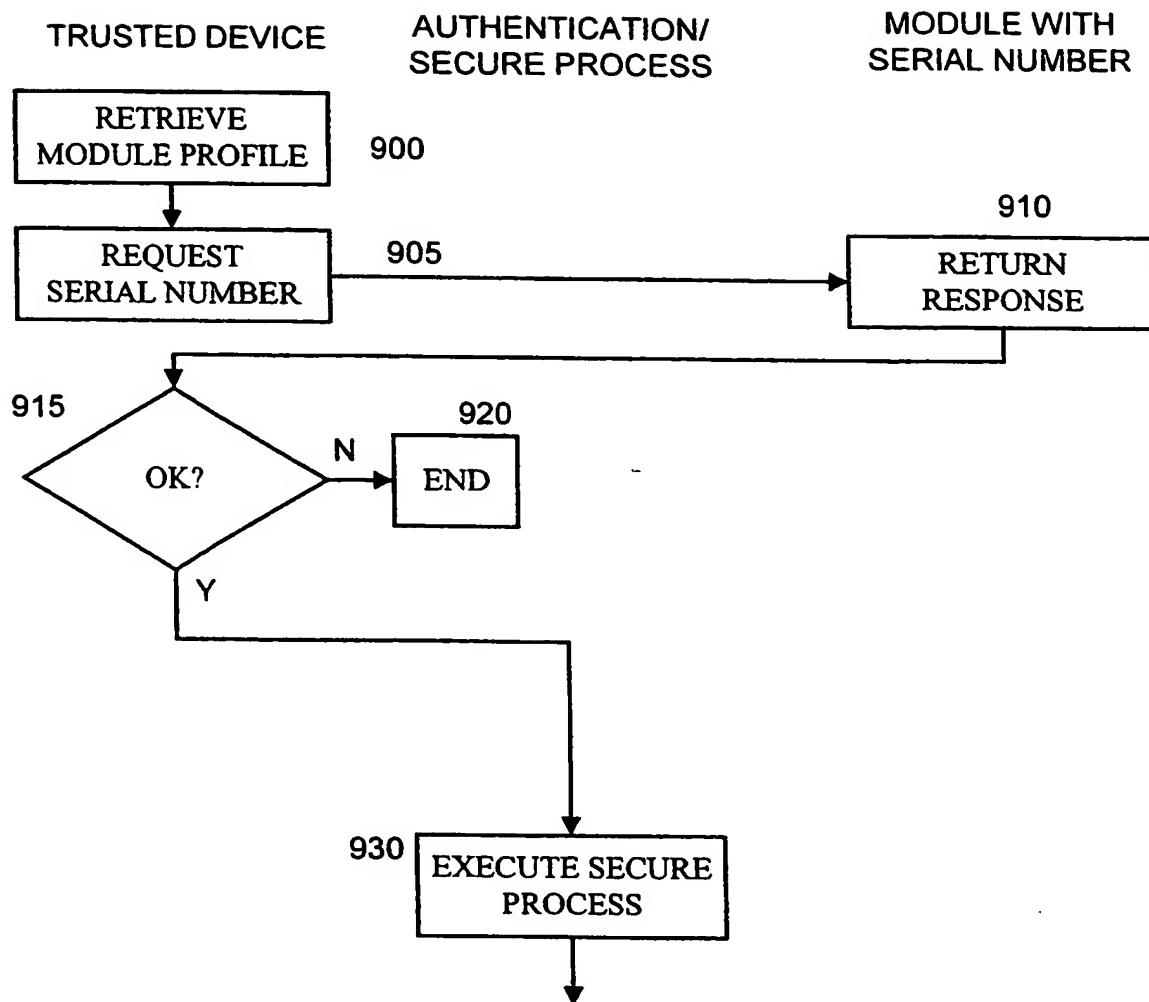 TRUSTED DEVICE
AUTHENTICATION/
SECURE PROCESS
MODULE WITH
SERIAL NUMBER
RETRIEVE
MODULE PROFILE
900
REQUEST
SERIAL NUMBER
905
910
RETURN
RESPONSE
915
OK?
N
920
END
Y
930
EXECUTE SECURE
PROCESS